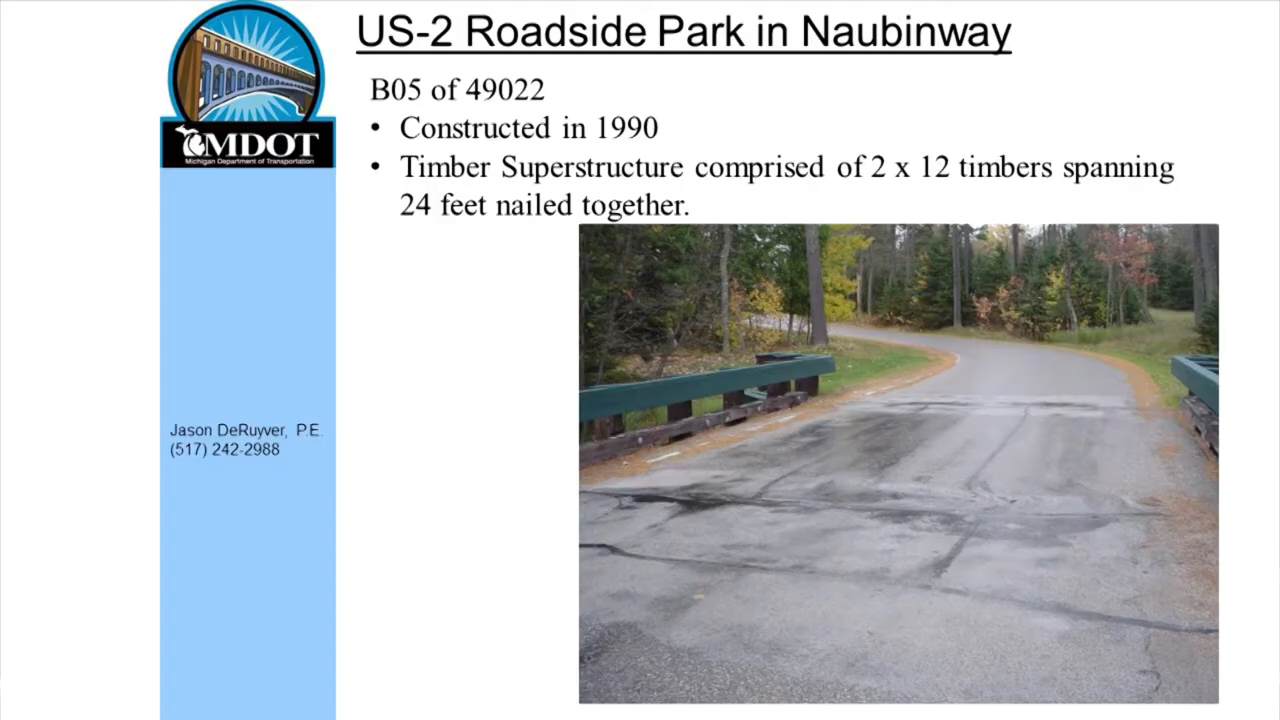 US-2 Roadside Park in Naubinway
B05 of 49022
• Constructed in 1990
• Timber Superstructure comprised of 2 x 12 timbers spanning
24 feet nailed together.
MDOT
Michigan Department of Transportation
Jason DeRuyver, P.E.
(517) 242-2988